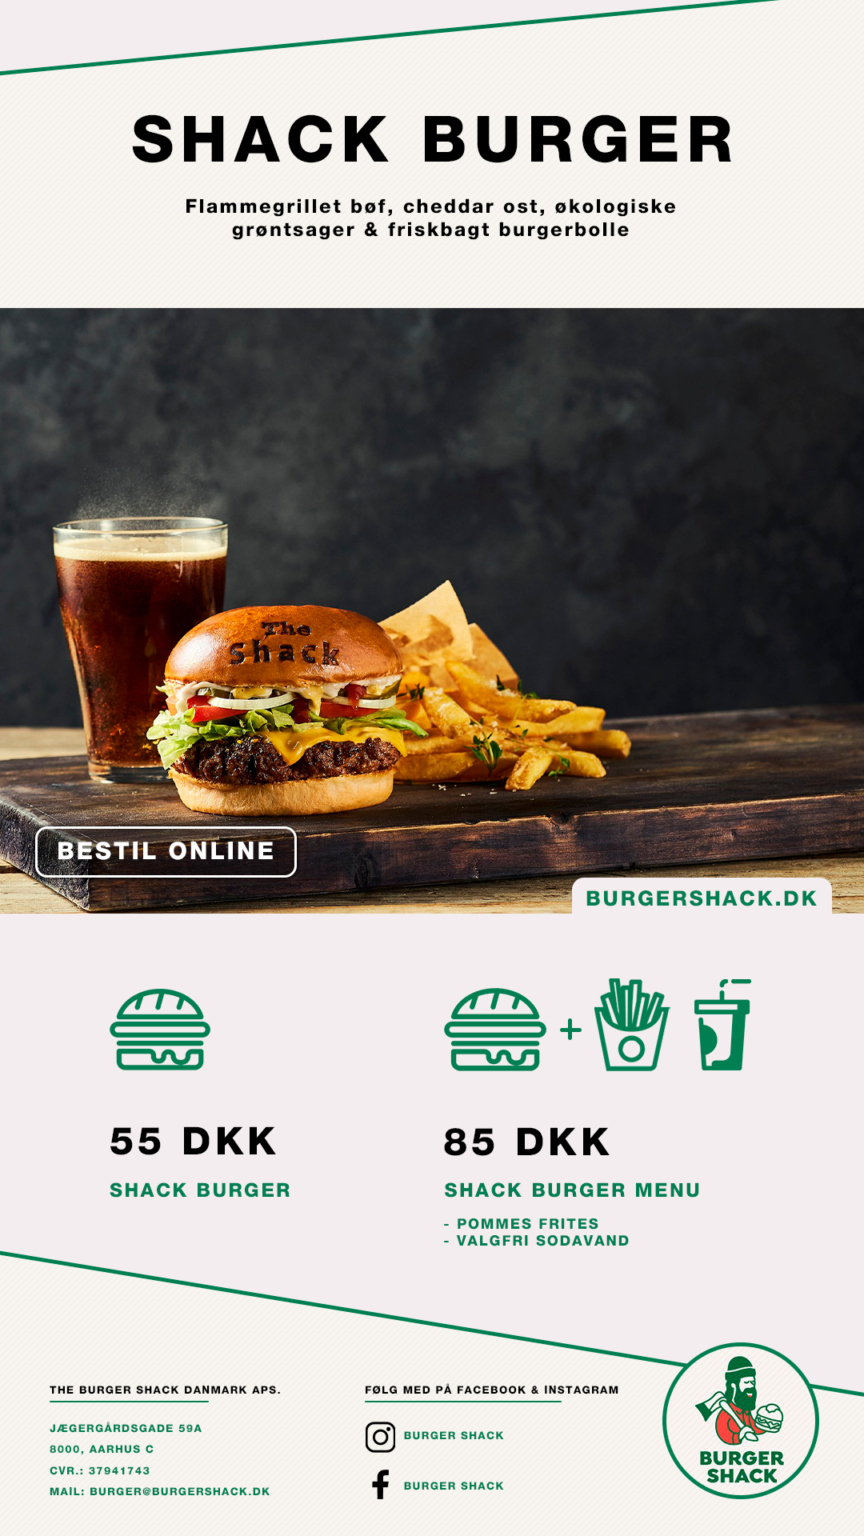 SHACK BURGER
Flammegrillet bøf, cheddar ost, økologiske
grøntsager & friskbagt burgerbolle
The
Shack
BESTIL ONLINE
BURGERSHACK.DK
55 DKK
SHACK BURGER
85 DKK
SHACK BURGER MENU
- POMMES FRITES
- VALGFRI SODAVAND
THE BURGER SHACK DANMARK APS.
JÆGERGÅRDSGADE 59A
8000, AARHUS C
CVR.: 37941743
MAIL: BURGER@BURGERSHACK.DK
FØLG MED PÅ FACEBOOK & INSTAGRAM
BURGER SHACK
BURGER SHACK
BURGER
SHACK